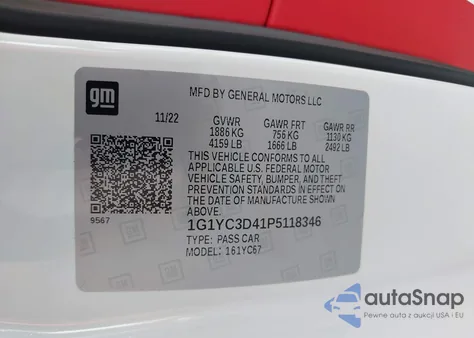 gm
MFD BY GENERAL MOTORS LLC
11/22 GVWR GAWR FRT GAWR RR
1886 KG 756 KG 1130 KG
4159 LB 1666 LB 2492 LB
THIS VEHICLE CONFORMS TO ALL
APPLICABLE U.S. FEDERAL MOTOR
VEHICLE SAFETY, BUMPER, AND THEFT
PREVENTION STANDARDS IN EFFECT ON
THE DATE OF MANUFACTURE
SHOWN ABOVE.
9567
1G1YC3D41P5118346
TYPE: PASS CAR
MODEL: 161YC67
autoSnap
Pewne auta z USA i EU